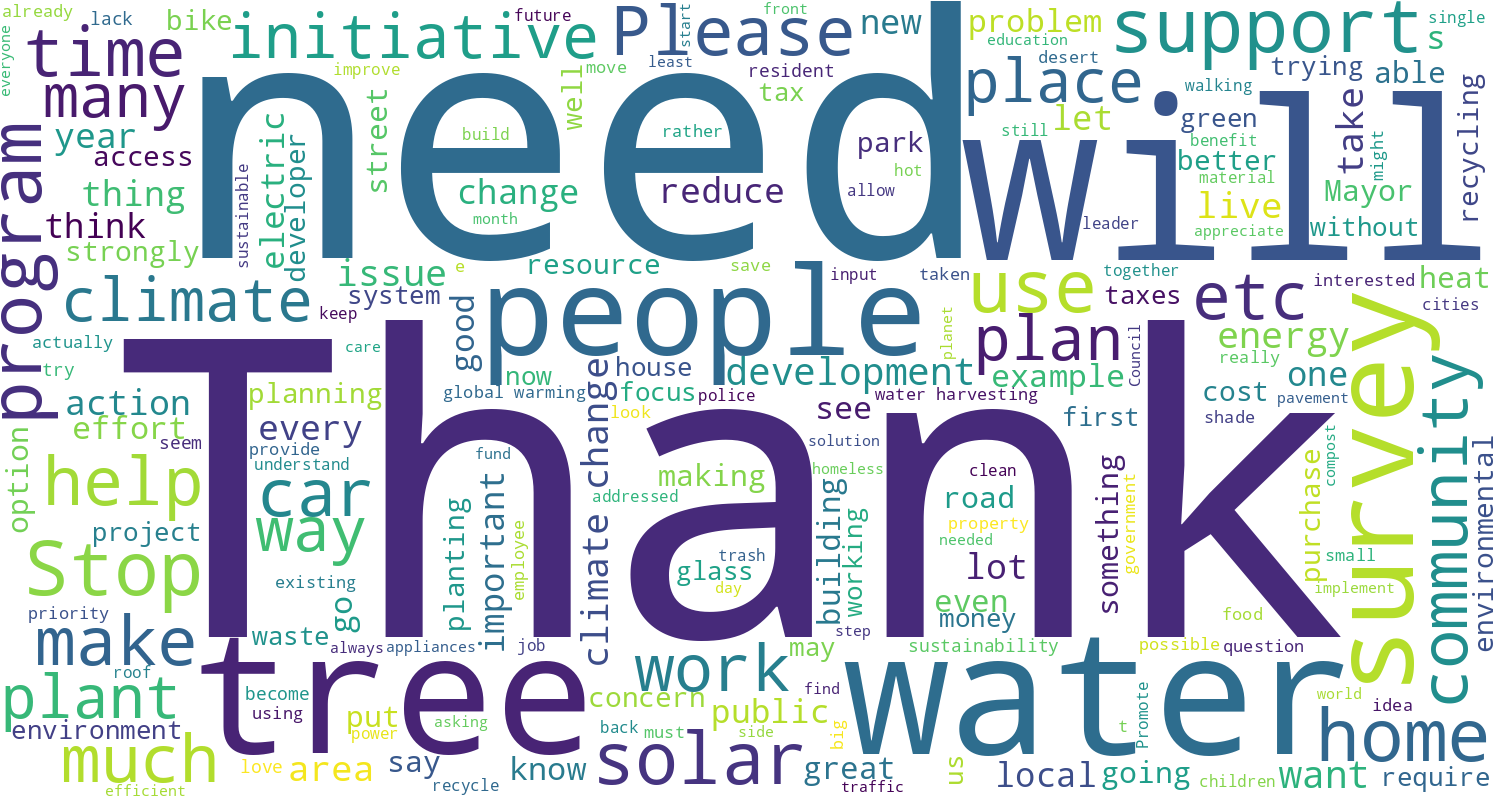 already
lack
bike
future
front
start
new
problem
education
support
single
s
everyone
time
initiative
Please
need
improve
least
move
resident
desert
place
walking
trying
able
many
well
tax
will
year
street
build
rather
park
still
let
green
benefit
take
might
recycling
access
electric
developer
change
reduce
hot
allow
better
material
Mayor
program
thing
sustainable
month
live
think
leader
appreciate
without
strongly
issue
e
resource
save
input
taken
use
together
interested
heat
climate
system
people
taxes
etc
cities
keep
good
planet
plan
Council
energy
survey
actually
care
really
try
Thank
now
house
development
example
cost
one
community
planning
global warming
focus
police
water harvesting
action
climate change
look
see
first
shade
pavement
effort
every
option
seem
provide
understand
fund
making
solution
homeless
clean
something
government
purchase
compost
environmental
help
car
important
addressed
building
road
project
way
planting
employee
working
property
needed
small
Stop
trash
glass
day
lot
existing
go
even
implement
priority
money
food
make
waste
always
appliances
job
step
may
sustainability
possible
question
roof
tree
work
water
plant
become
using
concern
find
world
idea
home
environment
put
power
asking
public
back
must
side
big
t
Promote
much
love
area
say
know
solar
great
us
local
going
children
want
require
efficient
recycle
traffic